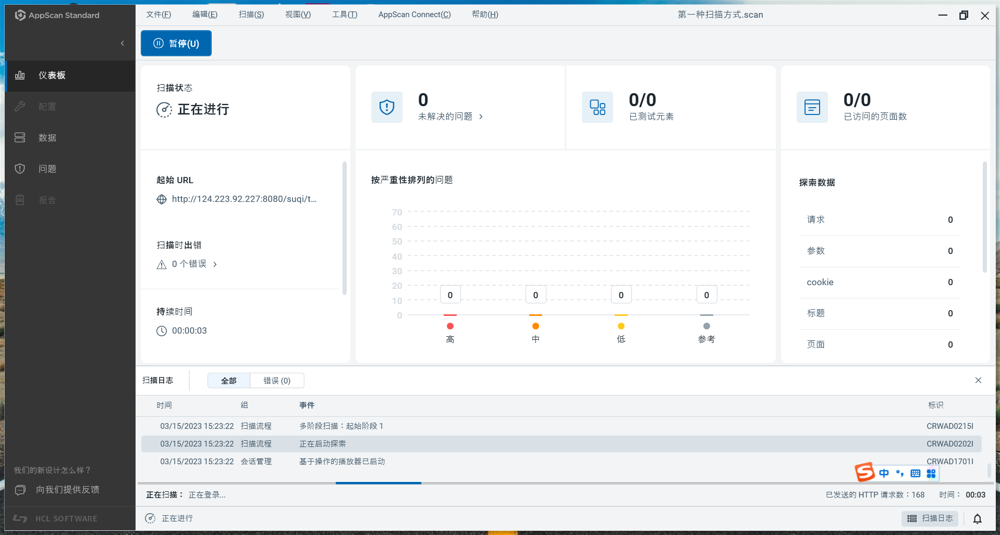 AppScan Standard
文件(F) 编辑(E) 扫描(S) 视图(V) 工具(T) AppScan Connect(C) 帮助(H) 第一种扫描方式.scan
暂停(U)
仪表板
配置
数据
问题
报告
我们的新设计怎么样？
向我们提供反馈
HCL SOFTWARE
扫描状态
正在进行
0
未解决的问题
0/0
已测试元素
0/0
已访问的页面数
起始 URL
http://124.223.92.227:8080/suqi/t...
扫描时出错
0 个错误
持续时间
00:00:03
按严重性排列的问题
70
60
50
40
30
20
10
0
0 0 0 0
高 中 低 参考
探索数据
请求 0
参数 0
cookie 0
标题 0
页面 0
扫描日志 全部 错误 (0)
时间 组 事件 标识
03/15/2023 15:23:22 扫描流程 多阶段扫描：起始阶段 1 CRWAD0215I
03/15/2023 15:23:22 扫描流程 正在启动探索 CRWAD0202I
03/15/2023 15:23:22 会话管理 基于操作的播放器已启动 CRWAD1701I
S 中
正在扫描： 正在登录... 已发送的 HTTP 请求数：168 时间： 00:03
正在进行 扫描日志